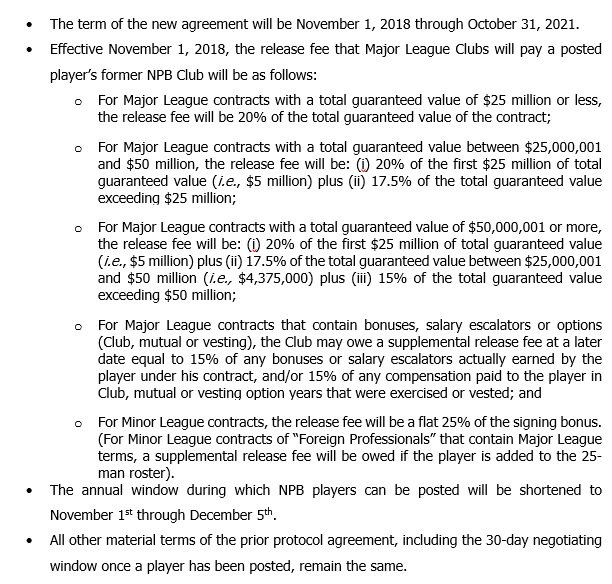 • The term of the new agreement will be November 1, 2018 through October 31, 2021.
• Effective November 1, 2018, the release fee that Major League Clubs will pay a posted
player's former NPB Club will be as follows:
o For Major League contracts with a total guaranteed value of $25 million or less,
the release fee will be 20% of the total guaranteed value of the contract;
o For Major League contracts with a total guaranteed value between $25,000,001
and $50 million, the release fee will be: (i) 20% of the first $25 million of total
guaranteed value (i.e., $5 million) plus (ii) 17.5% of the total guaranteed value
exceeding $25 million;
o For Major League contracts with a total guaranteed value of $50,000,001 or more,
the release fee will be: (i) 20% of the first $25 million of total guaranteed value
(i.e., $5 million) plus (ii) 17.5% of the total guaranteed value between $25,000,001
and $50 million (i.e., $4,375,000) plus (iii) 15% of the total guaranteed value
exceeding $50 million;
o For Major League contracts that contain bonuses, salary escalators or options
(Club, mutual or vesting), the Club may owe a supplemental release fee at a later
date equal to 15% of any bonuses or salary escalators actually earned by the
player under his contract, and/or 15% of any compensation paid to the player in
Club, mutual or vesting option years that were exercised or vested; and
o For Minor League contracts, the release fee will be a flat 25% of the signing bonus.
(For Minor League contracts of "Foreign Professionals" that contain Major League
terms, a supplemental release fee will be owed if the player is added to the 25-
man roster).
• The annual window during which NPB players can be posted will be shortened to
November 1st through December 5th.
• All other material terms of the prior protocol agreement, including the 30-day negotiating
window once a player has been posted, remain the same.